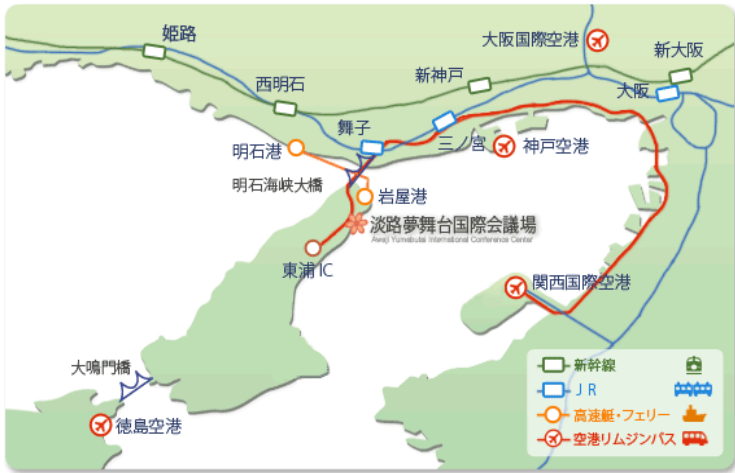 姫路
大阪国際空港
新大阪
西明石
新神戸
大阪
舞子
三ノ宮
神戸空港
明石港
明石海峡大橋
岩屋港
淡路夢舞台国際会議場
Awaji Yumebutai International Conference Center
東浦IC
関西国際空港
大鳴門橋
徳島空港
新幹線
JR
高速艇・フェリー
空港リムジンバス